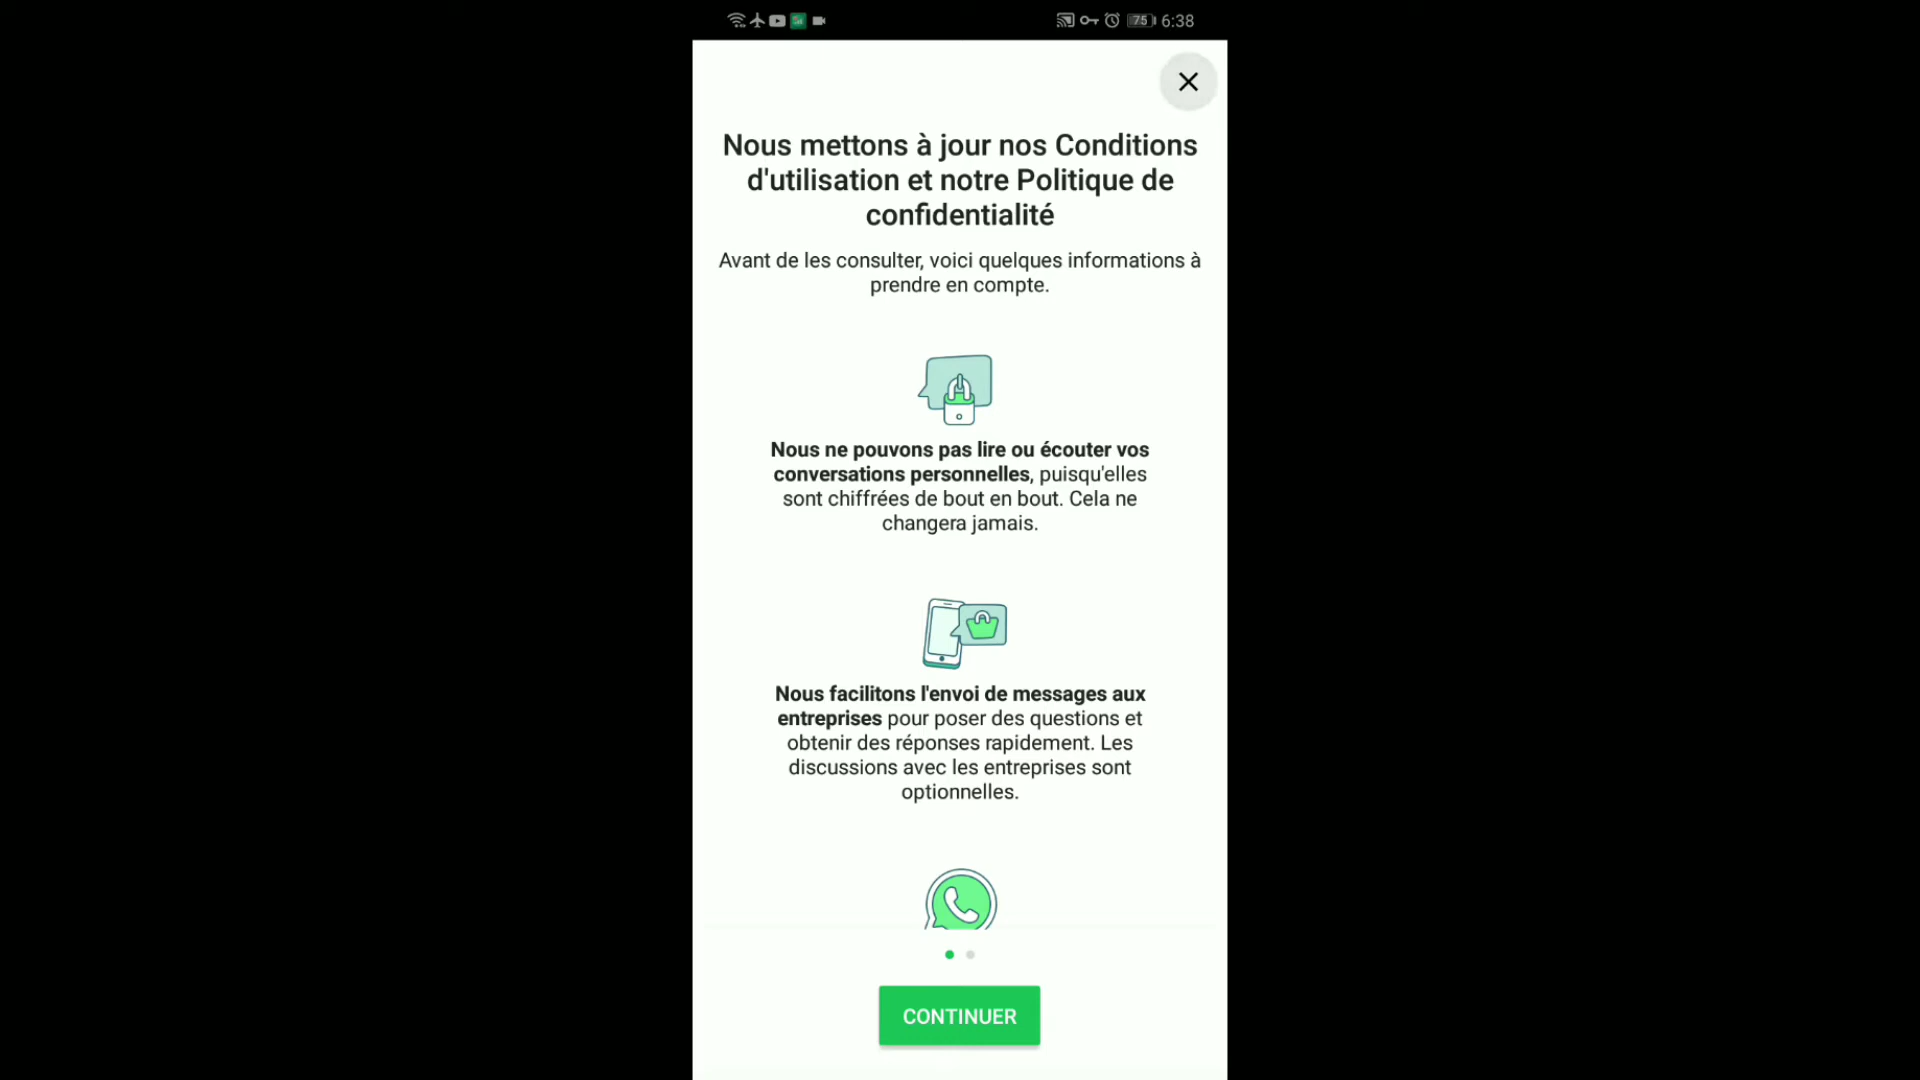 75 6:38
Nous mettons à jour nos Conditions
d'utilisation et notre Politique de
confidentialité
Avant de les consulter, voici quelques informations à
prendre en compte.
Nous ne pouvons pas lire ou écouter vos
conversations personnelles, puisqu'elles
sont chiffrées de bout en bout. Cela ne
changera jamais.
Nous facilitons l'envoi de messages aux
entreprises pour poser des questions et
obtenir des réponses rapidement. Les
discussions avec les entreprises sont
optionnelles.
CONTINUER